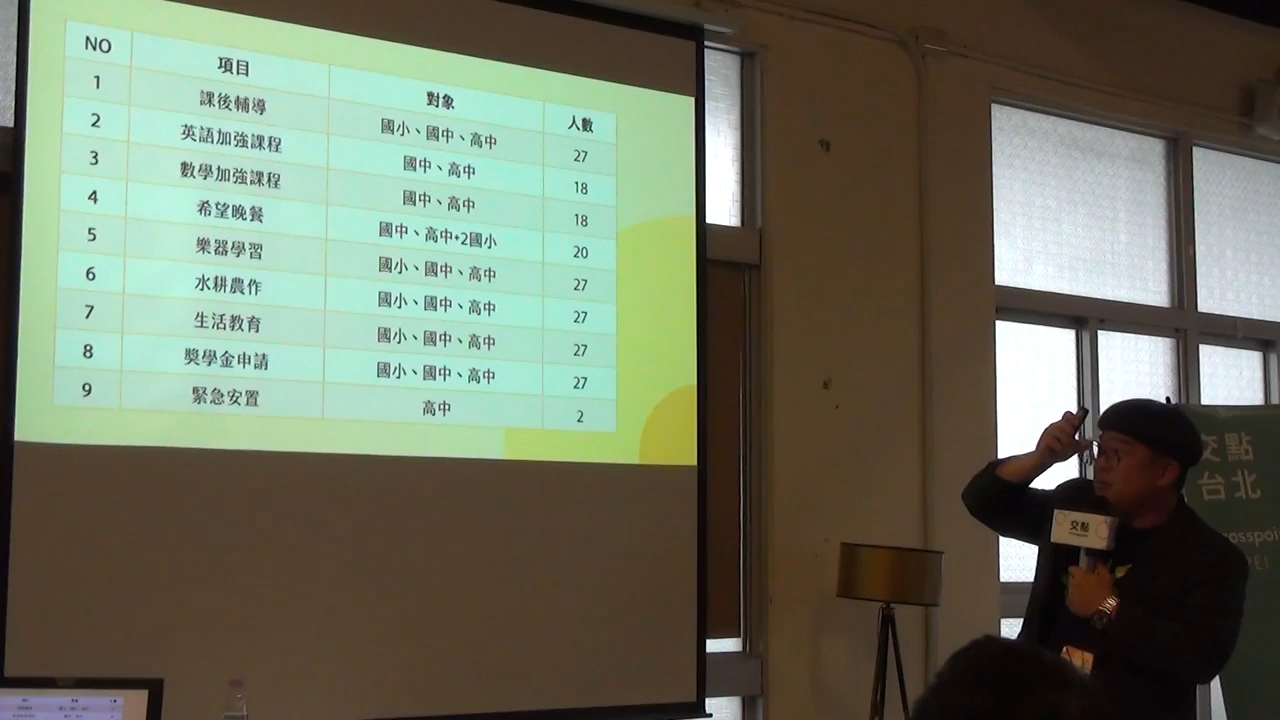 NO 項目 對象 人數
1 課後輔導 國小、國中、高中 27
2 英語加強課程 國中、高中 18
3 數學加強課程 國中、高中 18
4 希望晚餐 國中、高中+2國小 20
5 樂器學習 國小、國中、高中 27
6 水耕農作 國小、國中、高中 27
7 生活教育 國小、國中、高中 27
8 獎學金申請 國小、國中、高中 27
9 緊急安置 高中 2
交點
交點
台北